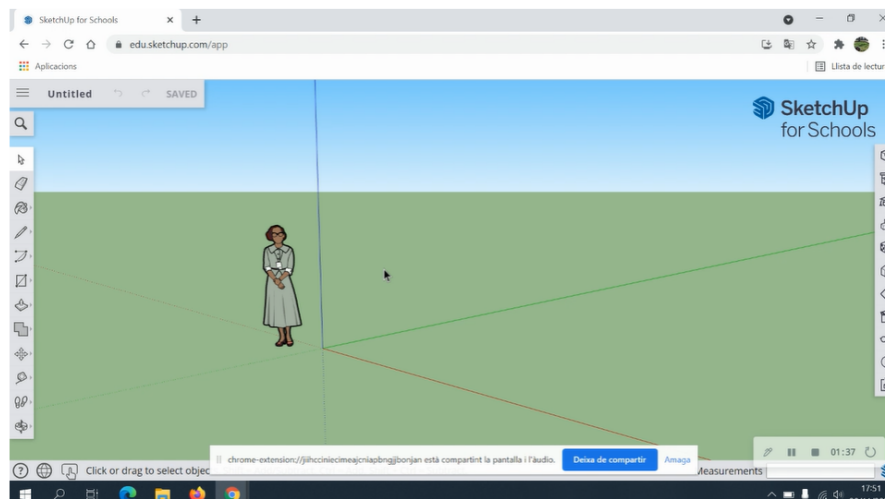 SketchUp for Schools
edu.sketchup.com/app
Aplicacions
Llista de lectur
Untitled
SAVED
SketchUp
for Schools
chrome-extension://jiihcciniecimeajcniapbngjjbonjan està compartint la pantalla i l'àudio.
Deixa de compartir
Amaga
01:37
Click or drag to select objec
Measurements
17:51